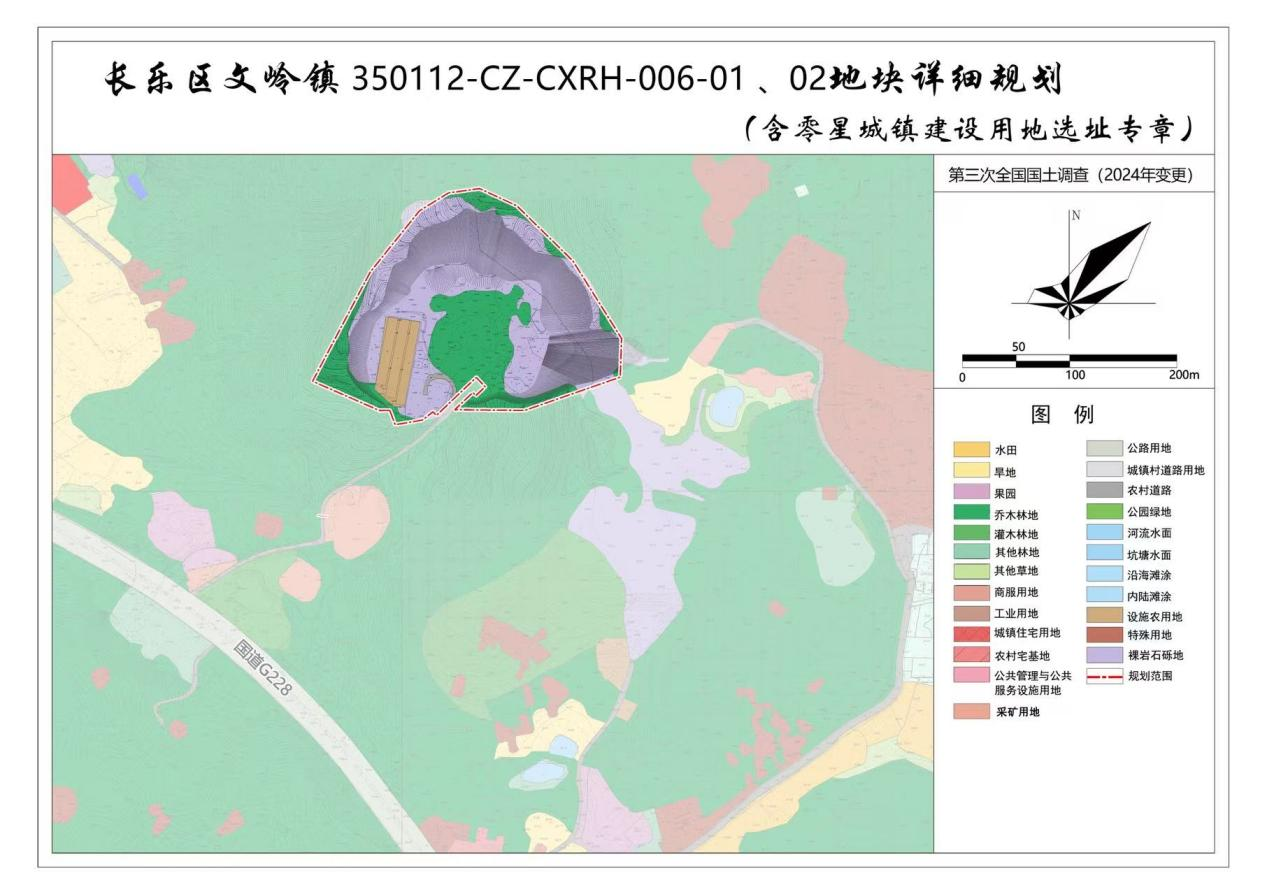 长乐区文岭镇 350112-CZ-CXRH-006-01 、02地块详细规划
（含零星城镇建设用地选址专章）
第三次全国国土调查（2024年变更）
N
50
0 100 200m
图 例
水田
旱地
果园
乔木林地
灌木林地
其他林地
其他草地
商服用地
工业用地
城镇住宅用地
农村宅基地
公共管理与公共
服务设施用地
采矿用地
公路用地
城镇村道路用地
农村道路
公园绿地
河流水面
坑塘水面
沿海滩涂
内陆滩涂
设施农用地
特殊用地
裸岩石砾地
规划范围
国道G228